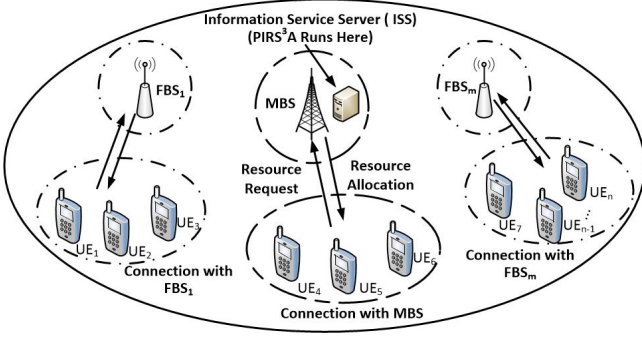 Information Service Server ( ISS)
(PIRS³A Runs Here)
FBS₁
MBS
FBSₘ
Resource
Request
Resource
Allocation
UE₁
UE₂
UE₃
UE₄
UE₅
UE₆
UE₇
UEₙ₋₁
UEₙ
Connection with
FBS₁
Connection with MBS
Connection with
FBSₘ